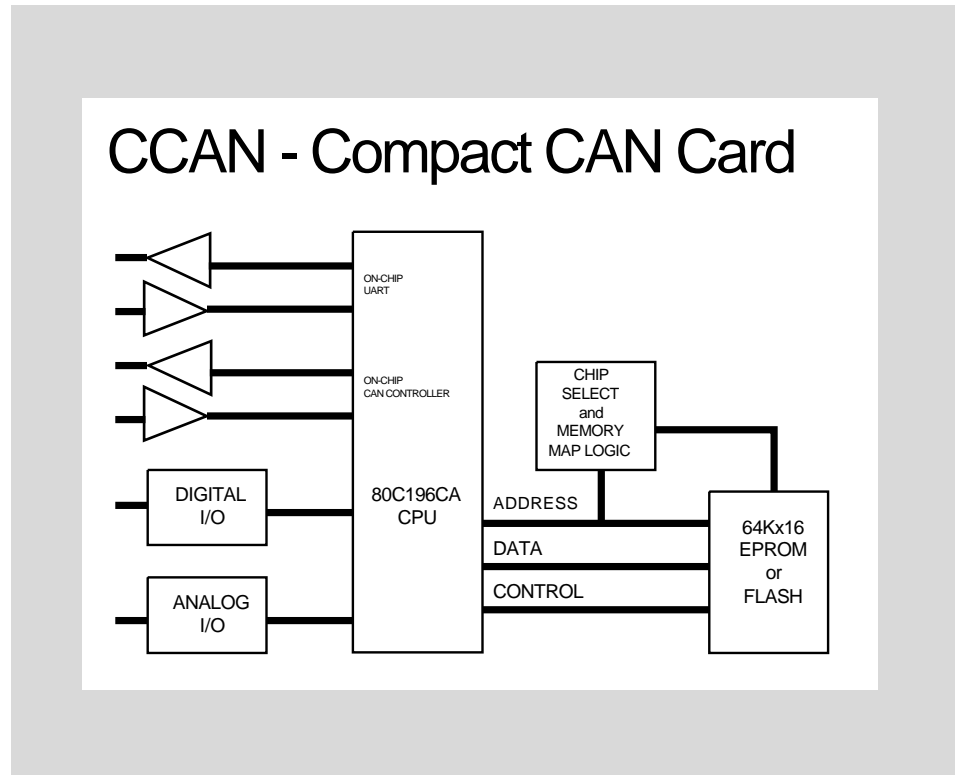 CCAN - Compact CAN Card
ON-CHIP
UART
ON-CHIP
CAN CONTROLLER
CHIP
SELECT
and
MEMORY
MAP LOGIC
DIGITAL
I/O
80C196CA
CPU
ADDRESS
DATA
CONTROL
64Kx16
EPROM
or
FLASH
ANALOG
I/O